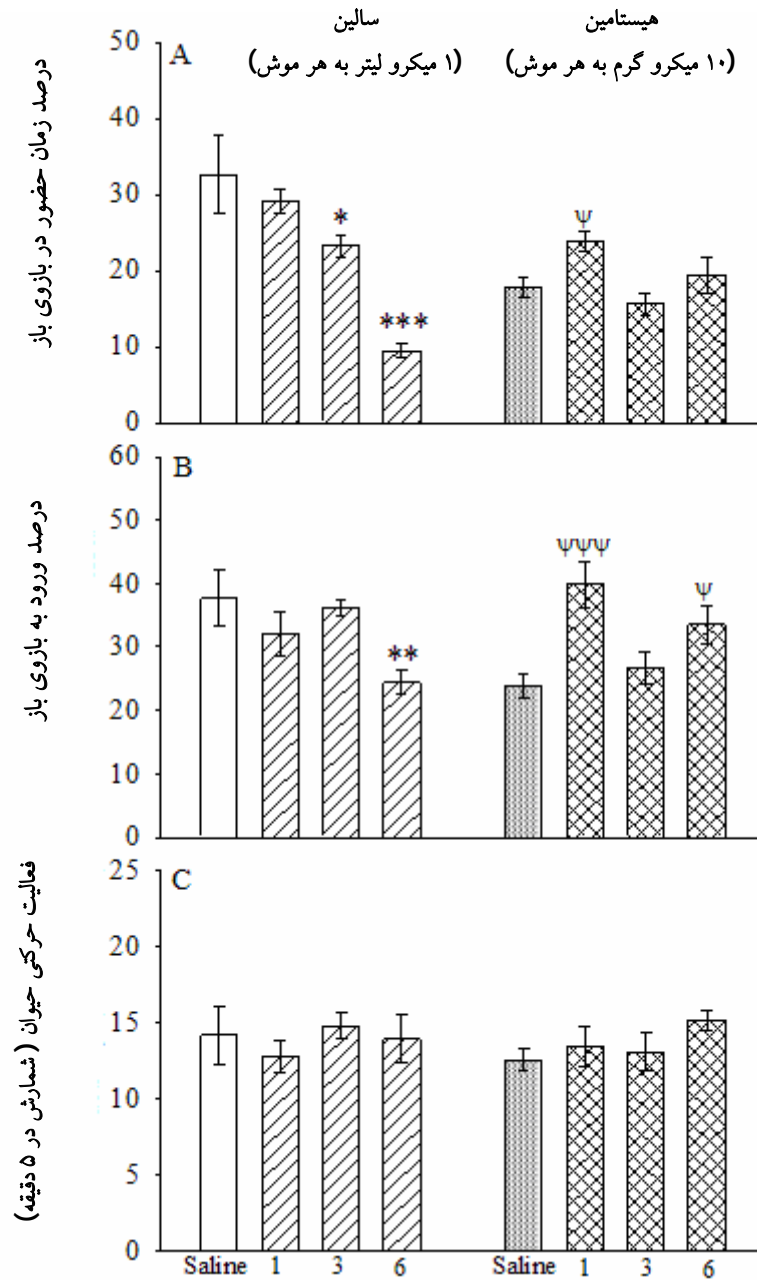 سالین
هیستامین
(۱ میکرو لیتر به هر موش)
(۱۰ میکرو گرم به هر موش)
درصد زمان حضور در بازوی باز
A
50
40
30
20
10
0
*
***
ψ
درصد ورود به بازوی باز
B
60
50
40
30
20
10
0
**
ψψψ
ψ
فعالیت حرکتی حیوان (شمارش در ۵ دقیقه)
C
25
20
15
10
5
0
Saline 1 3 6 Saline 1 3 6